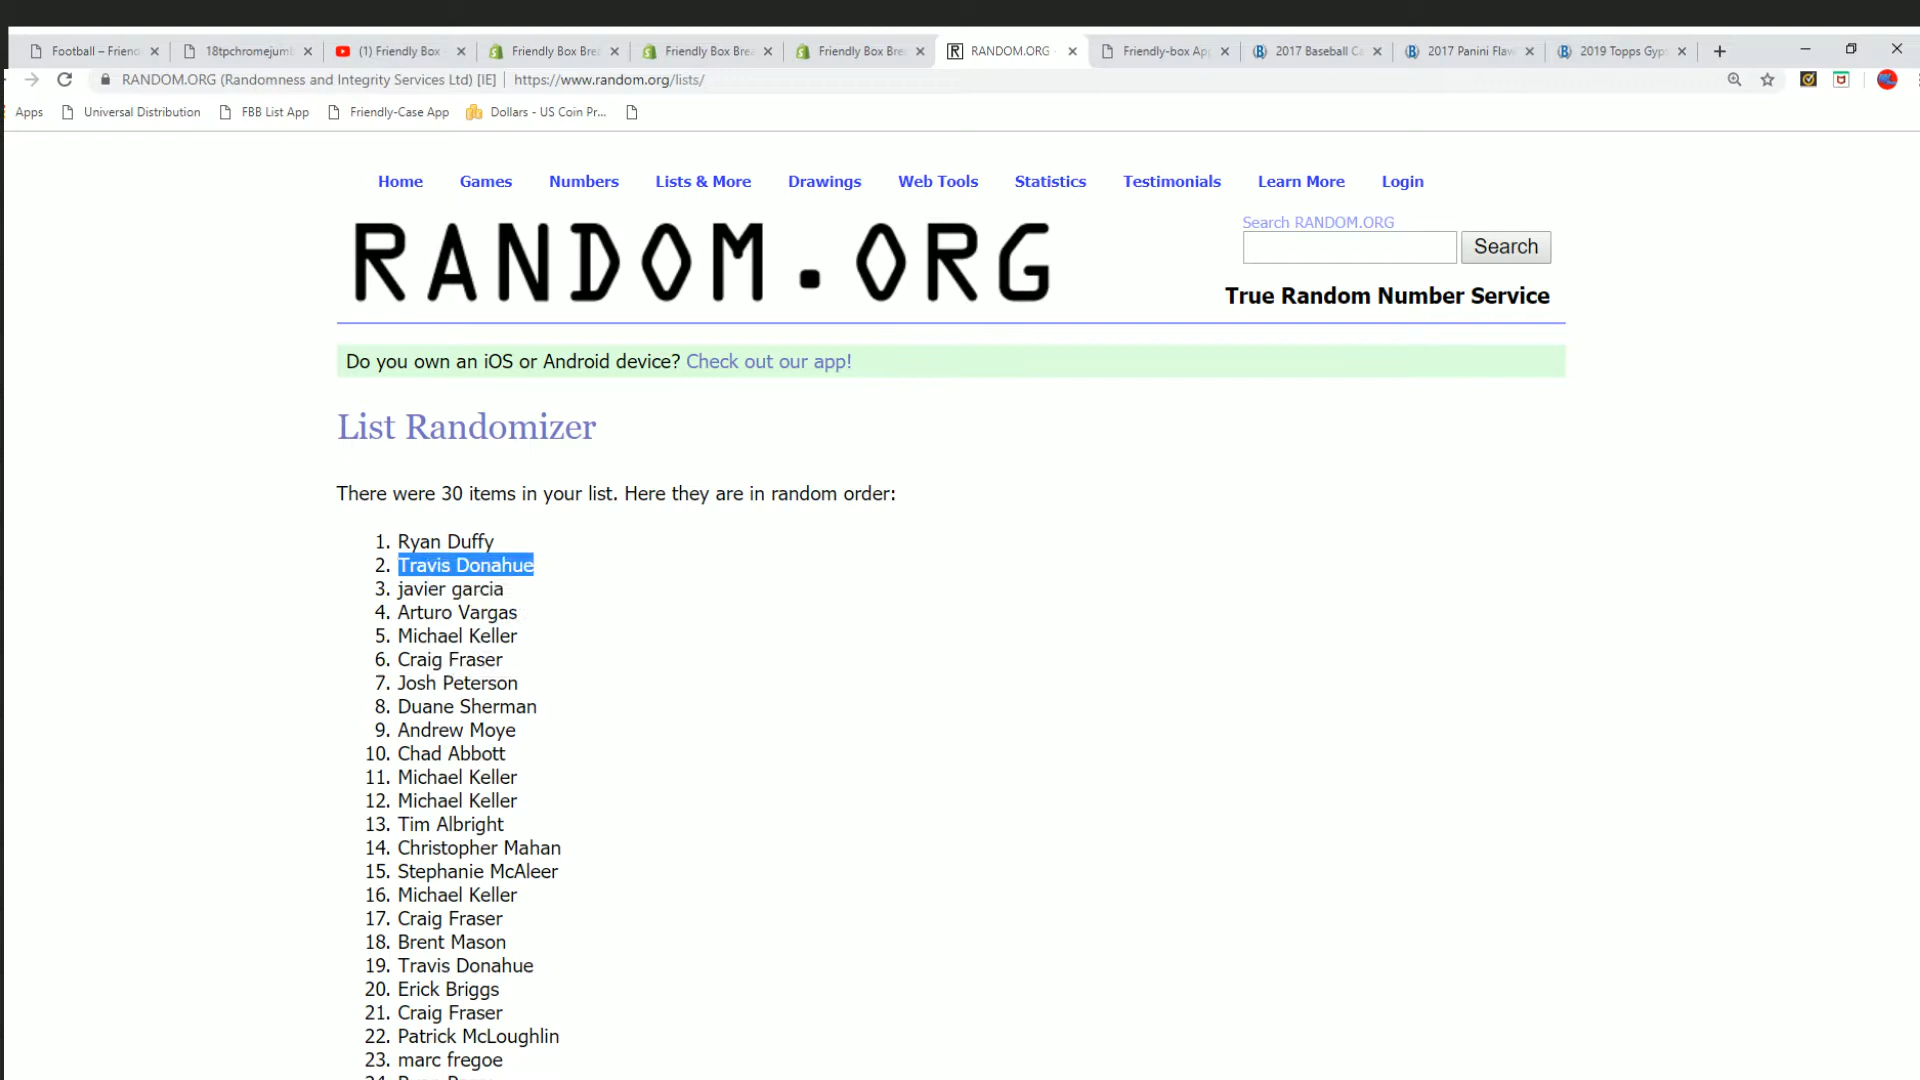 Football – Friend
18tpchromejumb
(1) Friendly Box
Friendly Box Bre
Friendly Box Brea
Friendly Box Bre
RANDOM.ORG
Friendly-box Ap
2017 Baseball Ca
2017 Panini Flaw
2019 Topps Gyp
RANDOM.ORG (Randomness and Integrity Services Ltd) [IE] | https://www.random.org/lists/
Apps
Universal Distribution
FBB List App
Friendly-Case App
Dollars - US Coin Pr...
Home Games Numbers Lists & More Drawings Web Tools Statistics Testimonials Learn More Login
RANDOM.ORG
Search RANDOM.ORG
Search
True Random Number Service
Do you own an iOS or Android device? Check out our app!
List Randomizer
There were 30 items in your list. Here they are in random order:
1. Ryan Duffy
2. Travis Donahue
3. javier garcia
4. Arturo Vargas
5. Michael Keller
6. Craig Fraser
7. Josh Peterson
8. Duane Sherman
9. Andrew Moye
10. Chad Abbott
11. Michael Keller
12. Michael Keller
13. Tim Albright
14. Christopher Mahan
15. Stephanie McAleer
16. Michael Keller
17. Craig Fraser
18. Brent Mason
19. Travis Donahue
20. Erick Briggs
21. Craig Fraser
22. Patrick McLoughlin
23. marc fregoe